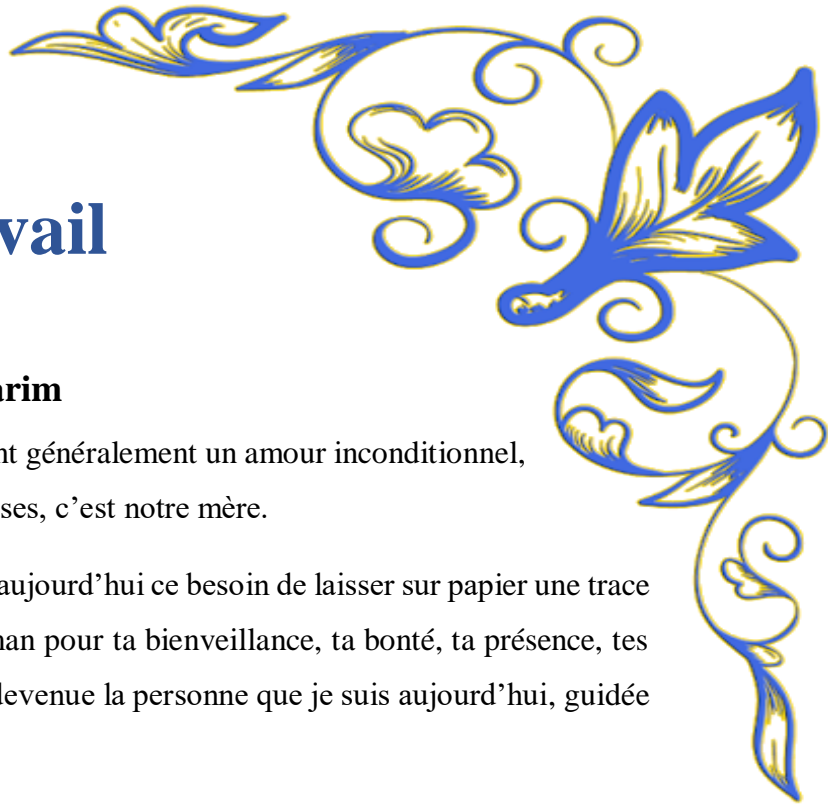 vail
arim
nt généralement un amour inconditionnel,
ses, c’est notre mère.
aujourd’hui ce besoin de laisser sur papier une trace
nan pour ta bienveillance, ta bonté, ta présence, tes
devenue la personne que je suis aujourd’hui, guidée